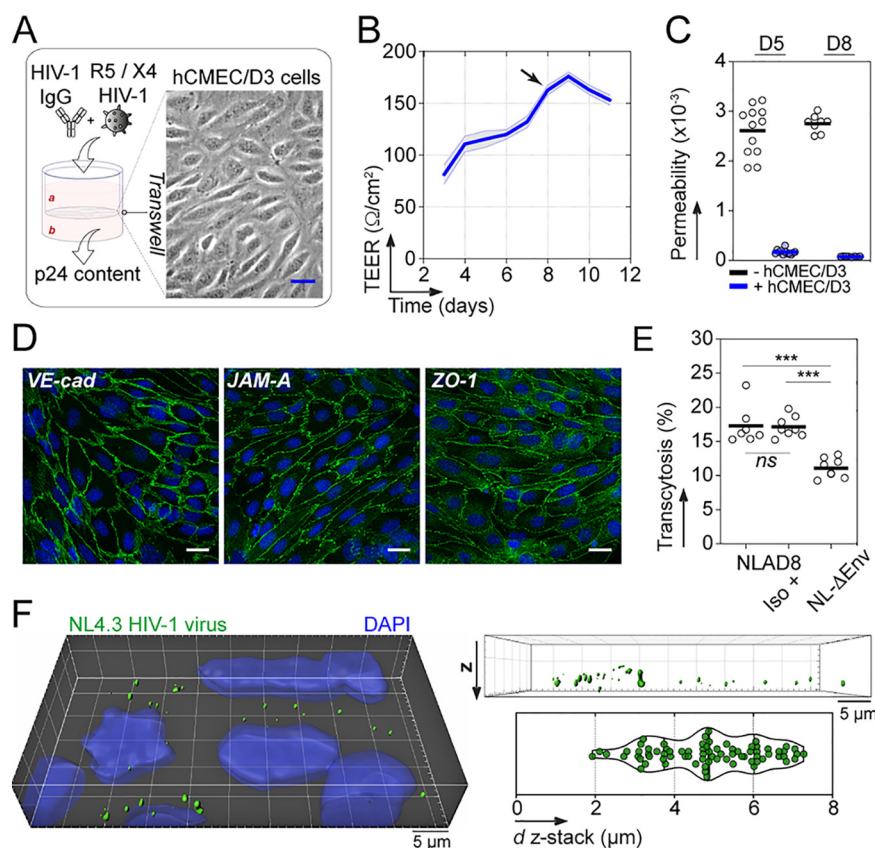 A
HIV-1 R5 / X4
IgG HIV-1
+
hCMEC/D3 cells
Transwell
a
b
p24 content
B
TEER (Ω/cm²)
200
150
100
50
0
2 4 6 8 10 12
Time (days)
C
D5 D8
Permeability (x10⁻³)
4
3
2
1
0
- hCMEC/D3
+ hCMEC/D3
D
VE-cad
JAM-A
ZO-1
E
Transcytosis (%)
30
25
20
15
10
5
0
***
***
ns
NLAD8
Iso +
NL-ΔEnv
F
NL4.3 HIV-1 virus DAPI
5 µm
5 µm
z
5 µm
0 2 4 6 8
d z-stack (µm)